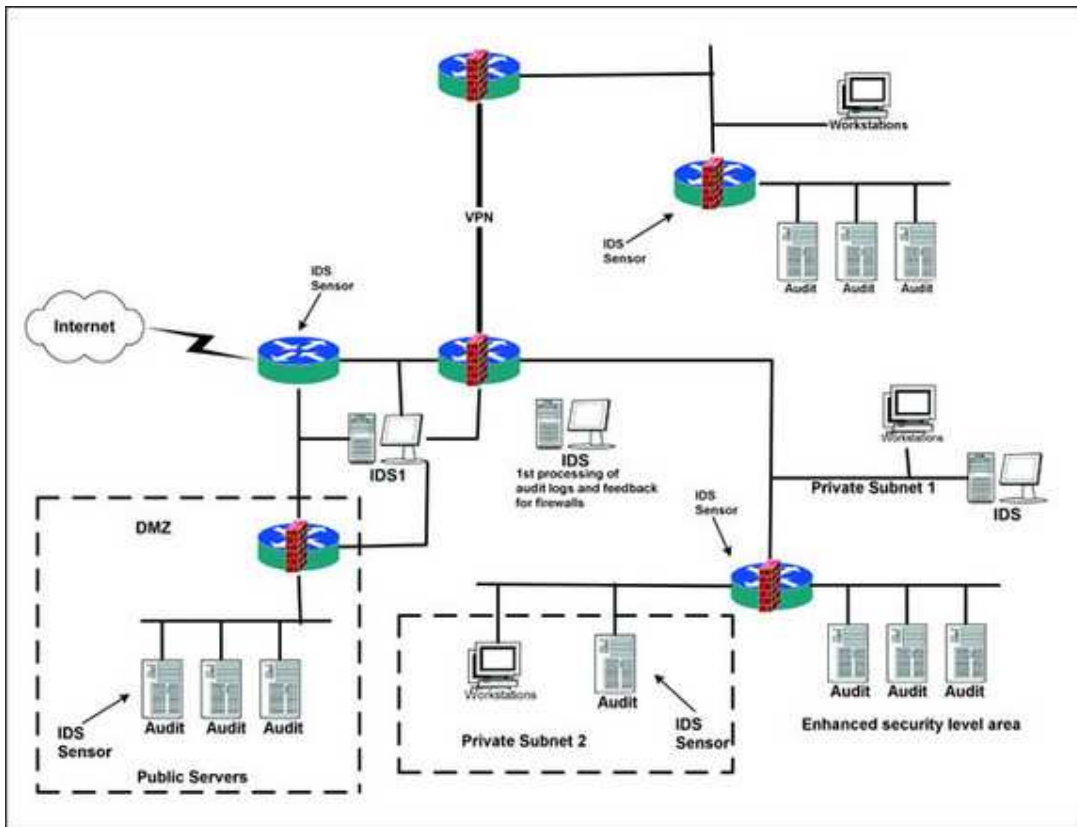 Workstations
VPN
IDS
Sensor
Audit
Audit
Audit
IDS
Sensor
Internet
IDS1
IDS
1st processing of
audit logs and feedback
for firewalls
Workstations
Private Subnet 1
IDS
IDS
Sensor
DMZ
Audit
Audit
Audit
IDS
Sensor
Public Servers
Workstations
Audit
IDS
Sensor
Private Subnet 2
Audit
Audit
Audit
Enhanced security level area